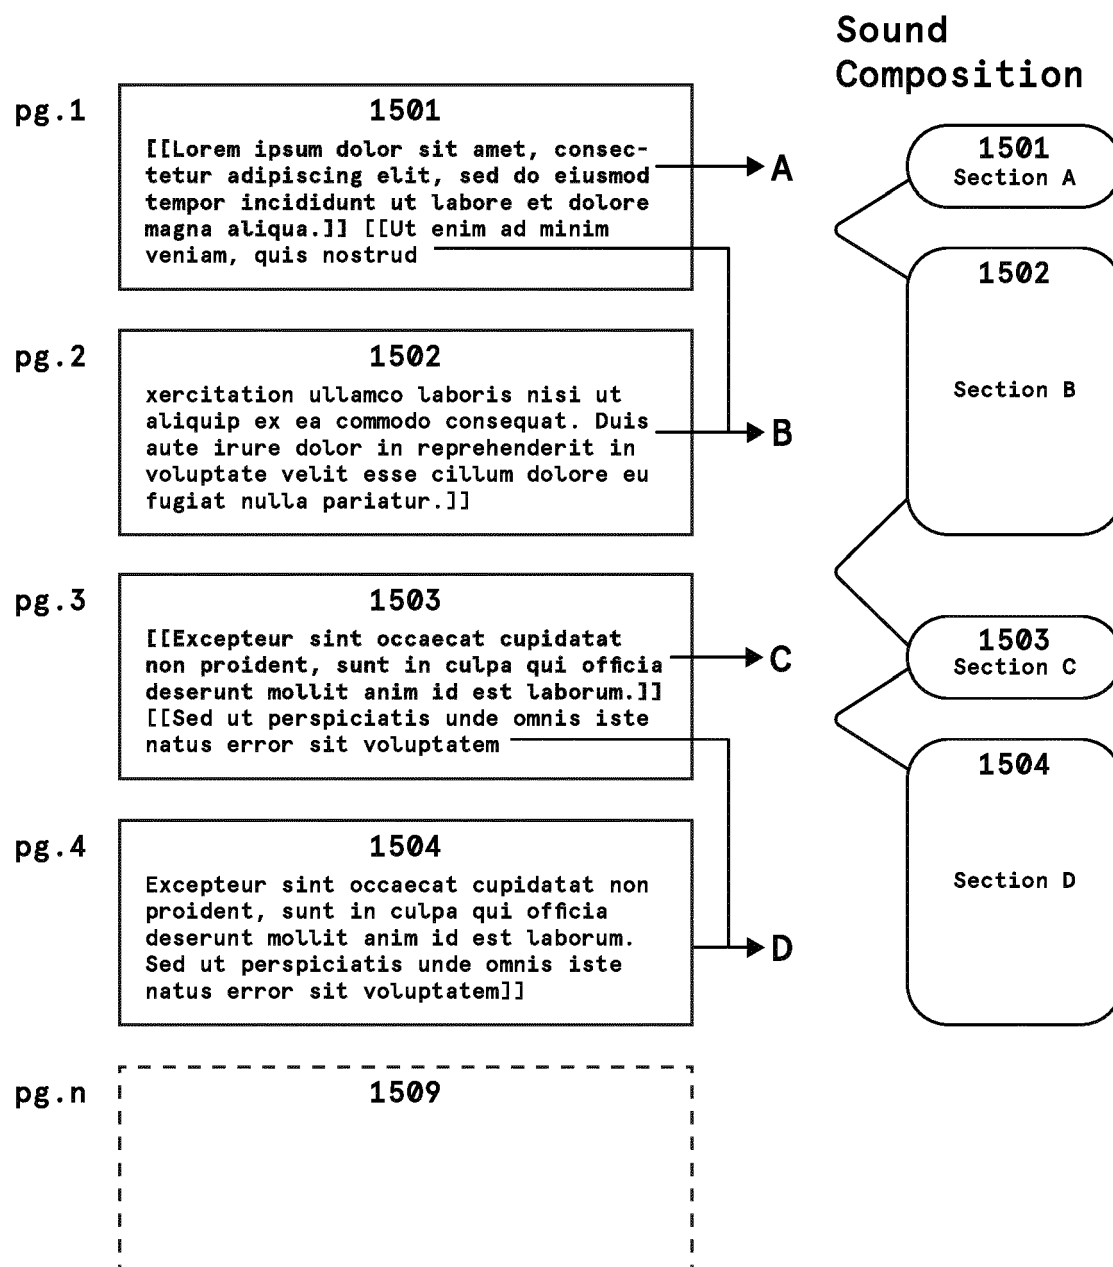 Sound
Composition
pg.1
1501
[[Lorem ipsum dolor sit amet, consec-
tetur adipiscing elit, sed do eiusmod
tempor incididunt ut labore et dolore
magna aliqua.]] [[Ut enim ad minim
veniam, quis nostrud
A
pg.2
1502
xercitation ullamco laboris nisi ut
aliquip ex ea commodo consequat. Duis
aute irure dolor in reprehenderit in
voluptate velit esse cillum dolore eu
fugiat nulla pariatur.]]
B
pg.3
1503
[[Excepteur sint occaecat cupidatat
non proident, sunt in culpa qui officia
deserunt mollit anim id est laborum.]]
[[Sed ut perspiciatis unde omnis iste
natus error sit voluptatem
C
pg.4
1504
Excepteur sint occaecat cupidatat non
proident, sunt in culpa qui officia
deserunt mollit anim id est laborum.
Sed ut perspiciatis unde omnis iste
natus error sit voluptatem]]
D
pg.n
1509
1501
Section A
1502
Section B
1503
Section C
1504
Section D